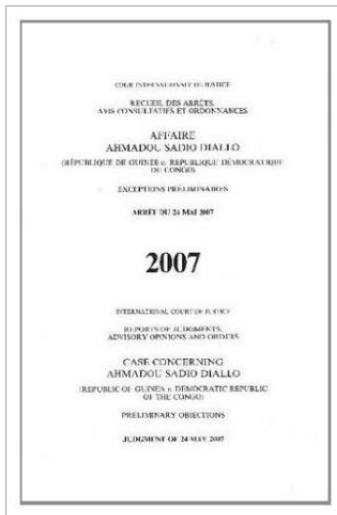 COUR INTERNATIONALE DE JUSTICE
RECUEIL DES ARRÊTS,
AVIS CONSULTATIFS ET ORDONNANCES
AFFAIRE
AHMADOU SADIO DIALLO
(RÉPUBLIQUE DE GUINÉE c. RÉPUBLIQUE DÉMOCRATIQUE
DU CONGO)
EXCEPTIONS PRÉLIMINAIRES
ARRÊT DU 24 MAI 2007
2007
INTERNATIONAL COURT OF JUSTICE
REPORTS OF JUDGMENTS,
ADVISORY OPINIONS AND ORDERS
CASE CONCERNING
AHMADOU SADIO DIALLO
(REPUBLIC OF GUINEA v. DEMOCRATIC REPUBLIC
OF THE CONGO)
PRELIMINARY OBJECTIONS
JUDGMENT OF 24 MAY 2007